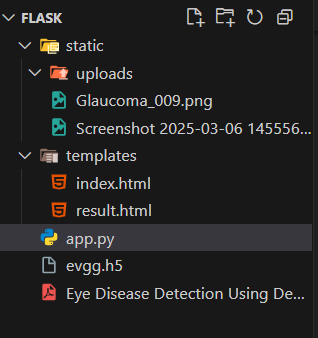 FLASK
static
uploads
Glaucoma_009.png
Screenshot 2025-03-06 145556...
templates
index.html
result.html
app.py
evgg.h5
Eye Disease Detection Using De...